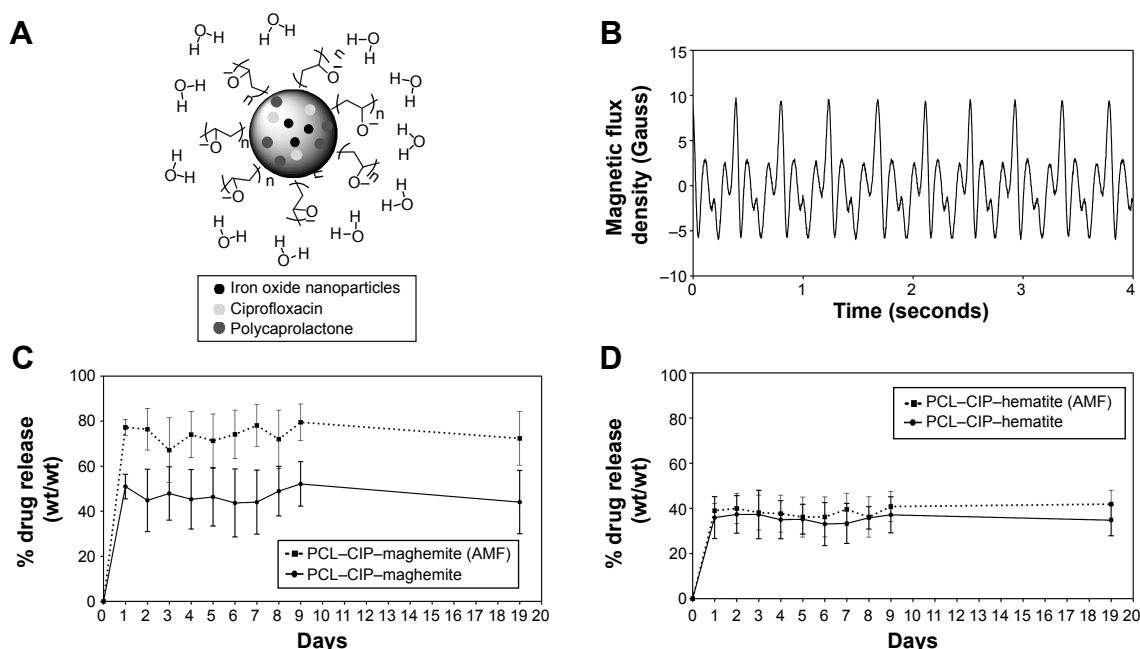 A
H
O-H
H
O-H
H-O
H
n
O
n
O
O
H
O-H
H
O-H
n
O
H
O
H
O
n
n
O
n
H
O-H
O
n
n
O
n
O
H
O-H
H
O-H
H-O
H
H
O-H
Iron oxide nanoparticles
Ciprofloxacin
Polycaprolactone
B
Magnetic flux
density (Gauss)
15
10
5
0
–5
–10
0 1 2 3 4
Time (seconds)
C
% drug release
(wt/wt)
100
80
60
40
20
0
PCL–CIP–maghemite (AMF)
PCL–CIP–maghemite
0 1 2 3 4 5 6 7 8 9 10 11 12 13 14 15 16 17 18 19 20
Days
D
% drug release
(wt/wt)
100
80
60
40
20
0
PCL–CIP–hematite (AMF)
PCL–CIP–hematite
0 1 2 3 4 5 6 7 8 9 10 11 12 13 14 15 16 17 18 19 20
Days